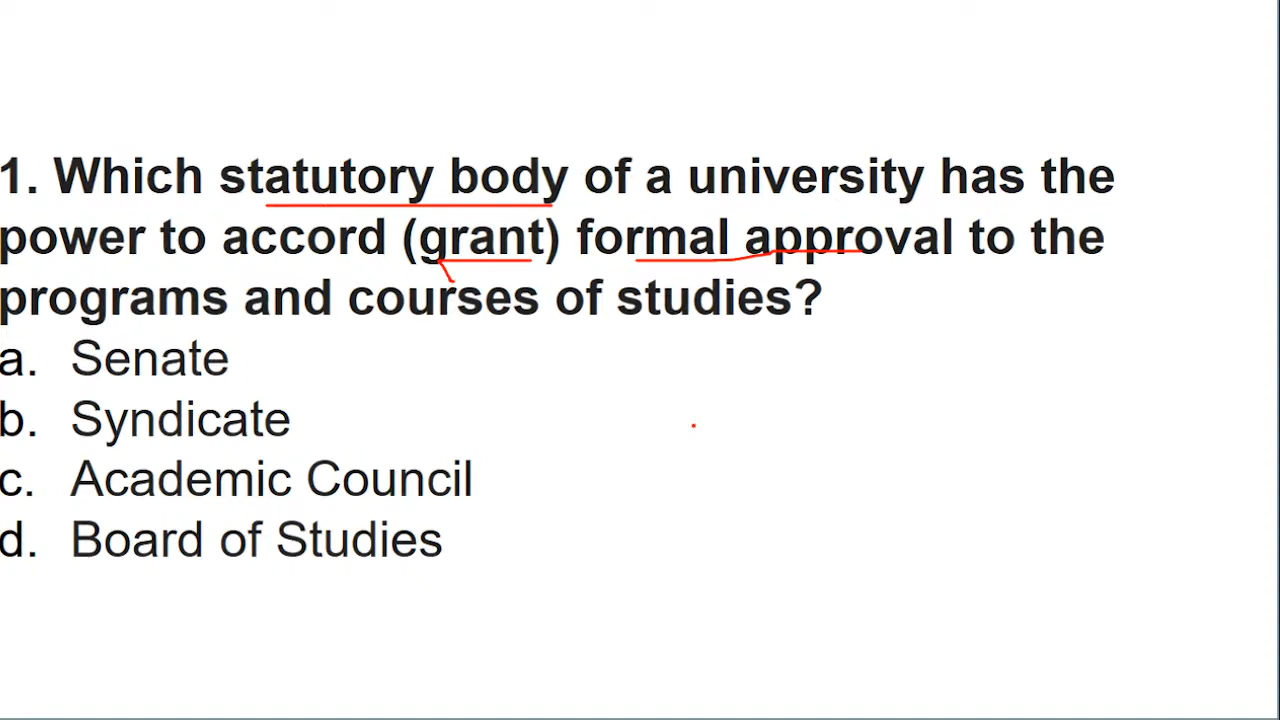 1. Which statutory body of a university has the
power to accord (grant) formal approval to the
programs and courses of studies?
a. Senate
b. Syndicate
c. Academic Council
d. Board of Studies